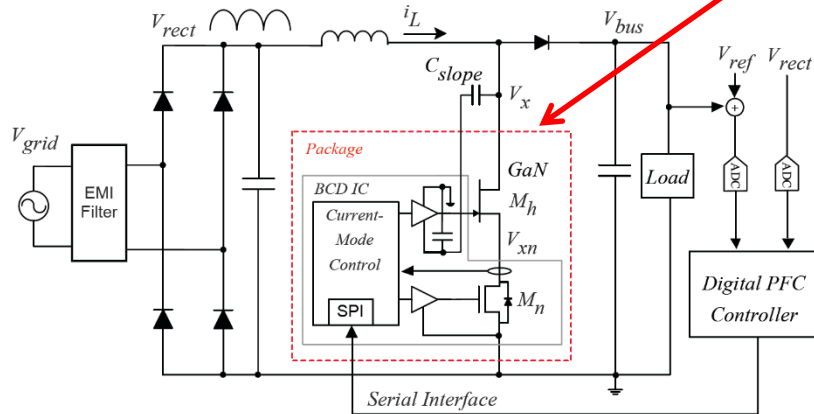 V_rect
i_L
V_bus
V_ref
V_rect
C_slope
V_x
V_grid
EMI
Filter
Package
BCD IC
Current-
Mode
Control
SPI
GaN
M_h
V_xn
M_n
+
Load
ADC
ADC
Digital PFC
Controller
Serial Interface